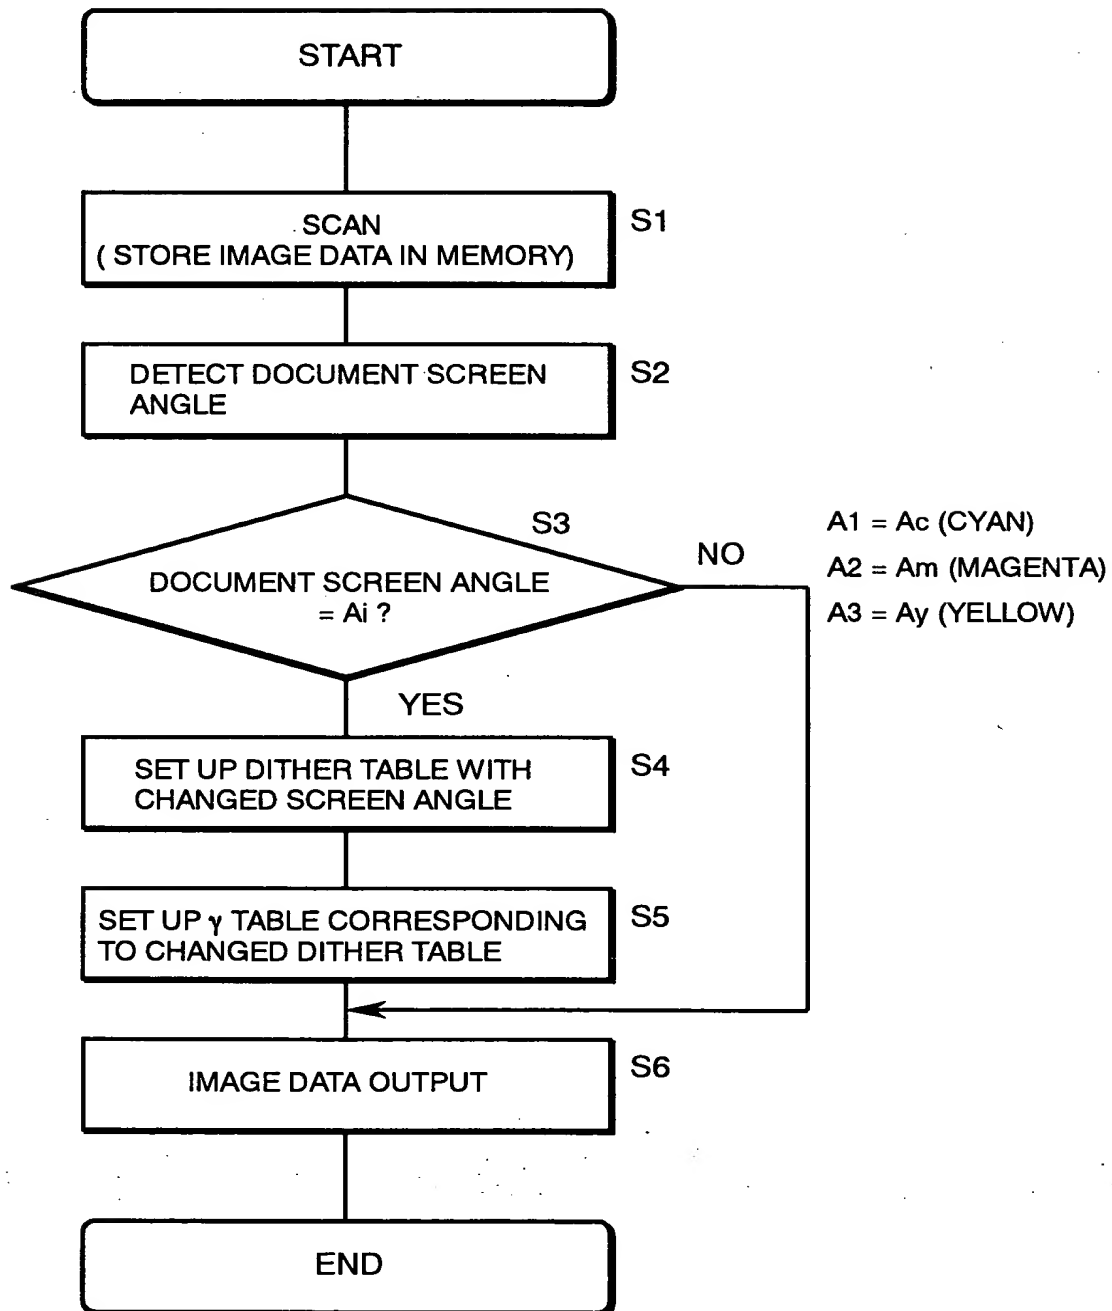 START
SCAN
( STORE IMAGE DATA IN MEMORY)
S1
DETECT DOCUMENT SCREEN
ANGLE
S2
S3
DOCUMENT SCREEN ANGLE
= Ai ?
NO
A1 = Ac (CYAN)
A2 = Am (MAGENTA)
A3 = Ay (YELLOW)
YES
SET UP DITHER TABLE WITH
CHANGED SCREEN ANGLE
S4
SET UP γ TABLE CORRESPONDING
TO CHANGED DITHER TABLE
S5
IMAGE DATA OUTPUT
S6
END